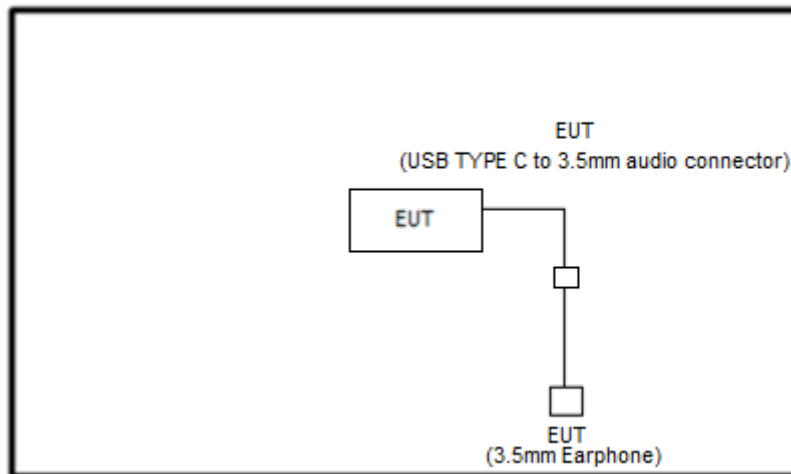 EUT
(USB TYPE C to 3.5mm audio connector)
EUT
EUT
(3.5mm Earphone)